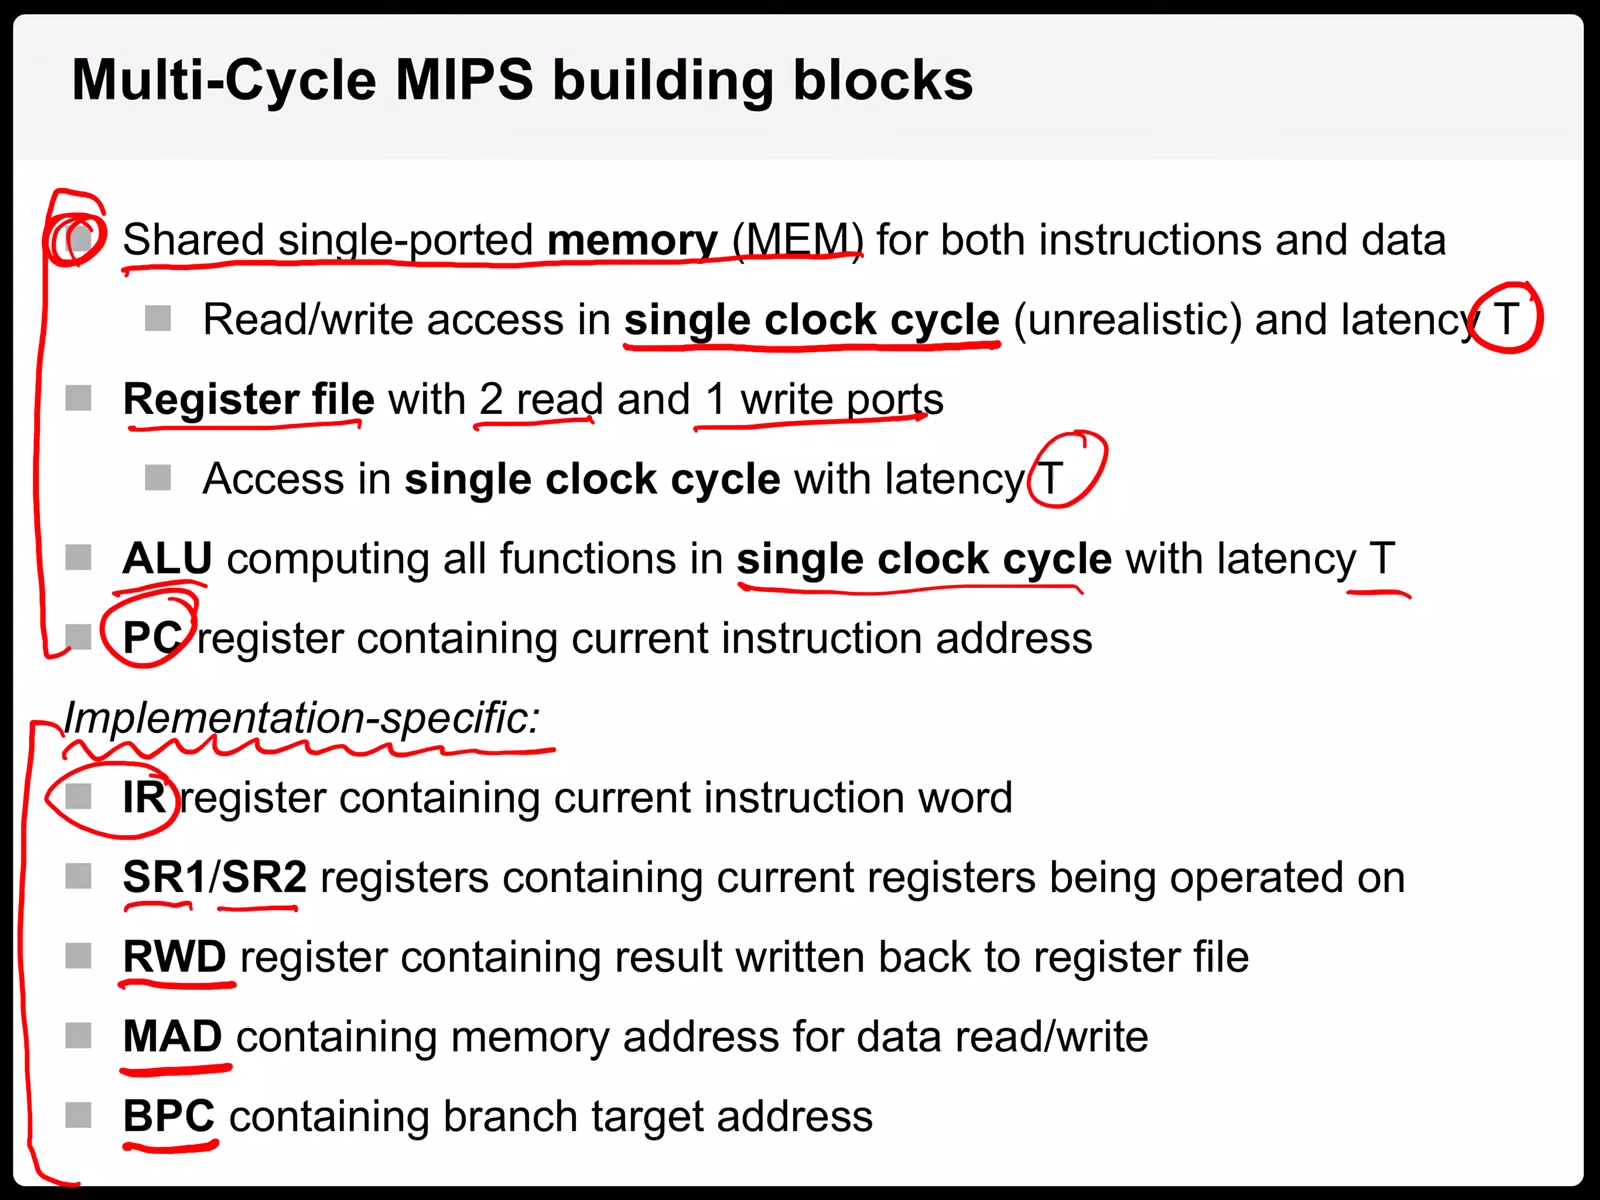 Multi-Cycle MIPS building blocks
Shared single-ported memory (MEM) for both instructions and data
Read/write access in single clock cycle (unrealistic) and latency T
Register file with 2 read and 1 write ports
Access in single clock cycle with latency T
ALU computing all functions in single clock cycle with latency T
PC register containing current instruction address
Implementation-specific:
IR register containing current instruction word
SR1/SR2 registers containing current registers being operated on
RWD register containing result written back to register file
MAD containing memory address for data read/write
BPC containing branch target address